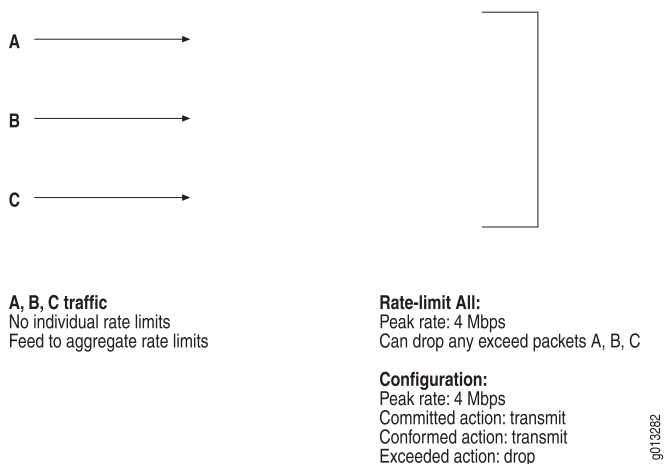 A
B
C
A, B, C traffic
No individual rate limits
Feed to aggregate rate limits
Rate-limit All:
Peak rate: 4 Mbps
Can drop any exceed packets A, B, C
Configuration:
Peak rate: 4 Mbps
Committed action: transmit
Conformed action: transmit
Exceeded action: drop
g013282